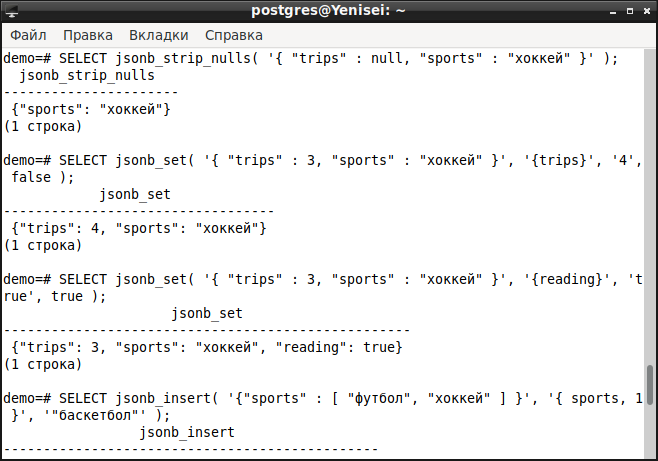 postgres@Yenisei: ~
Файл Правка Вкладки Справка
demo=# SELECT jsonb_strip_nulls( '{ "trips" : null, "sports" : "хоккей" }' );
  jsonb_strip_nulls
----------------------
 {"sports": "хоккей"}
(1 строка)

demo=# SELECT jsonb_set( '{ "trips" : 3, "sports" : "хоккей" }', '{trips}', '4',
 false );
            jsonb_set
----------------------------------
 {"trips": 4, "sports": "хоккей"}
(1 строка)

demo=# SELECT jsonb_set( '{ "trips" : 3, "sports" : "хоккей" }', '{reading}', 't
rue', true );
                     jsonb_set
---------------------------------------------------
 {"trips": 3, "sports": "хоккей", "reading": true}
(1 строка)

demo=# SELECT jsonb_insert( '{"sports" : [ "футбол", "хоккей" ] }', '{ sports, 1
 }', '"баскетбол"' );
                 jsonb_insert
-----------------------------------------------